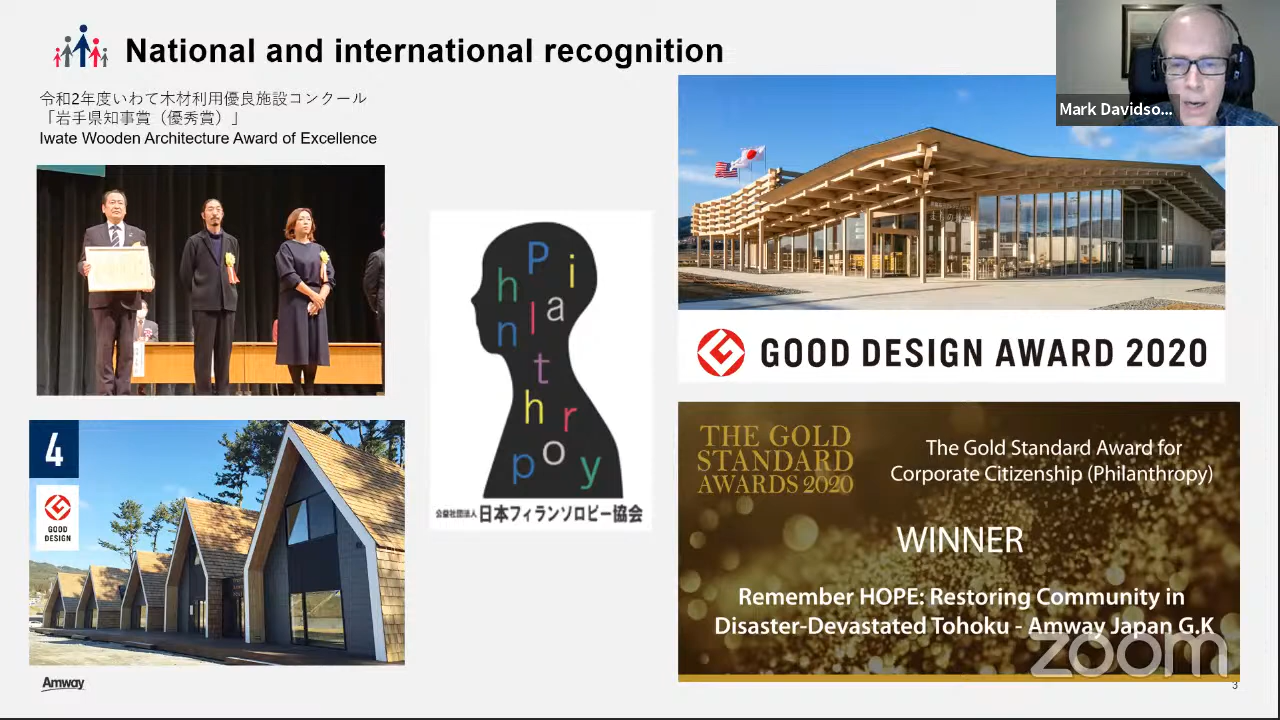 National and international recognition
令和2年度いわて木材利用優良施設コンクール
「岩手県知事賞（優秀賞）」
Iwate Wooden Architecture Award of Excellence
Mark Davidso...
Philanthropy
公益社団法人日本フィランソロピー協会
GOOD DESIGN AWARD 2020
4
GOOD
DESIGN
THE GOLD
STANDARD
AWARDS 2020
The Gold Standard Award for
Corporate Citizenship (Philanthropy)
WINNER
Remember HOPE: Restoring Community in
Disaster-Devastated Tohoku - Amway Japan G.K
zoom
Amway
3